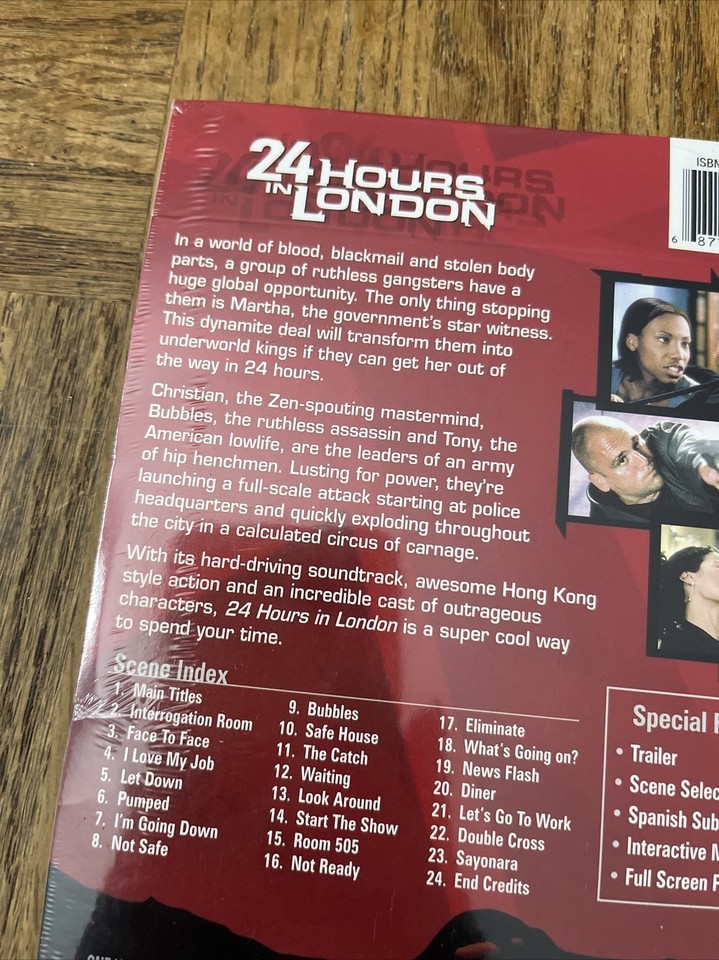 24 HOURS
IN LONDON
ISBN
6 87
In a world of blood, blackmail and stolen body
parts, a group of ruthless gangsters have a
huge global opportunity. The only thing stopping
them is Martha, the government's star witness.
This dynamite deal will transform them into
underworld kings if they can get her out of
the way in 24 hours.
Christian, the Zen-spouting mastermind,
Bubbles, the ruthless assassin and Tony, the
American lowlife, are the leaders of an army
of hip henchmen. Lusting for power, they're
launching a full-scale attack starting at police
headquarters and quickly exploding throughout
the city in a calculated circus of carnage.
With its hard-driving soundtrack, awesome Hong Kong
style action and an incredible cast of outrageous
characters, 24 Hours in London is a super cool way
to spend your time.
Scene Index
1. Main Titles
2. Interrogation Room
3. Face To Face
4. I Love My Job
5. Let Down
6. Pumped
7. I'm Going Down
8. Not Safe
9. Bubbles
10. Safe House
11. The Catch
12. Waiting
13. Look Around
14. Start The Show
15. Room 505
16. Not Ready
17. Eliminate
18. What's Going on?
19. News Flash
20. Diner
21. Let's Go To Work
22. Double Cross
23. Sayonara
24. End Credits
Special
• Trailer
• Scene Selec
• Spanish Sub
• Interactive
• Full Screen